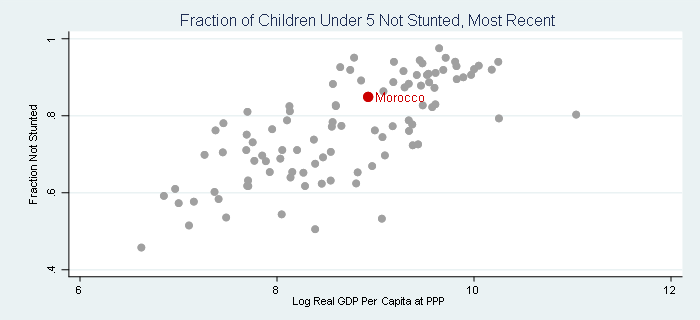 Fraction of Children Under 5 Not Stunted, Most Recent
Fraction Not Stunted
1
.8
.6
.4
Morocco
6
8
10
12
Log Real GDP Per Capita at PPP